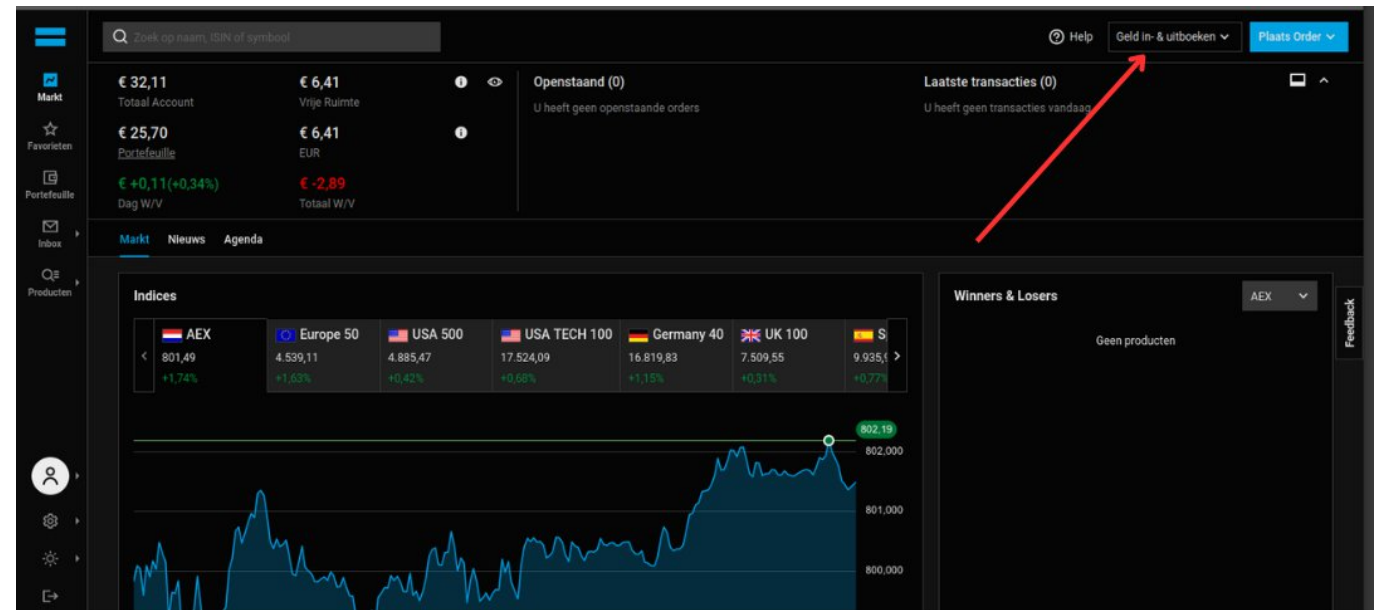 Zoek op naam, ISIN of symbool
Help
Geld in- & uitboeken
Plaats Order
Markt
Favorieten
Portefeuille
Inbox
Producten
€ 32,11
Totaal Account
€ 6,41
Vrije Ruimte
€ 25,70
Portefeuille
€ 6,41
EUR
€ +0,11(+0,34%)
Dag W/V
€ -2,89
Totaal W/V
Openstaand (0)
U heeft geen openstaande orders
Laatste transacties (0)
U heeft geen transacties vandaag
Markt Nieuws Agenda
Indices
AEX
801,49
+1,74%
Europe 50
4.539,11
+1,63%
USA 500
4.885,47
+0,42%
USA TECH 100
17.524,09
+0,68%
Germany 40
16.819,83
+1,15%
UK 100
7.509,55
+0,31%
S
9.935,
+0,77%
802,19
802,000
801,000
800,000
Winners & Losers
AEX
Geen producten
Feedback